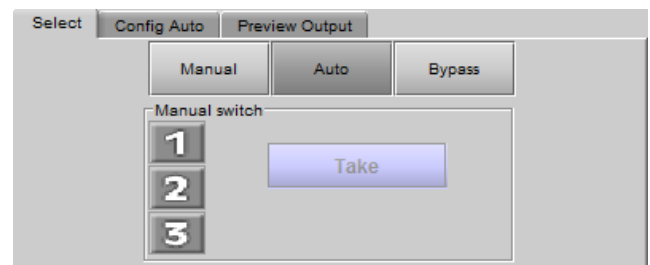 Select Config Auto Preview Output
Manual Auto Bypass
Manual switch
1
Take
2
3